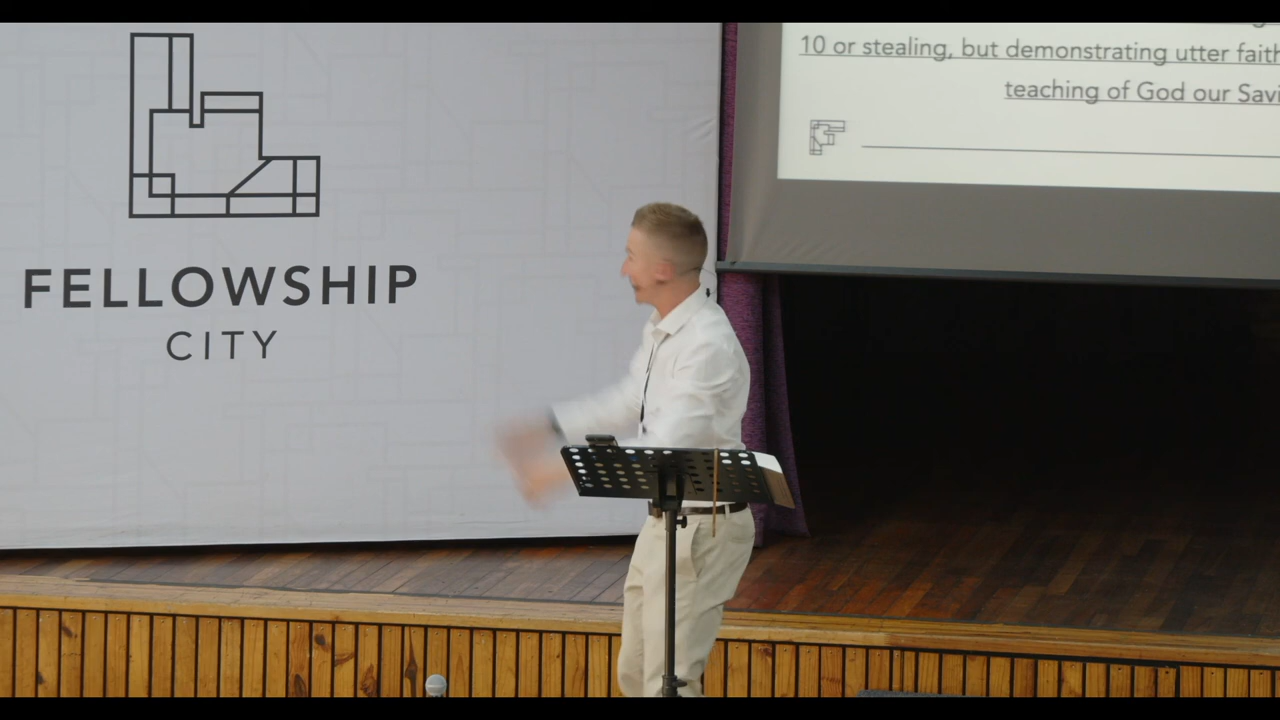 FELLOWSHIP
CITY
10 or stealing, but demonstrating utter faith
teaching of God our Savi